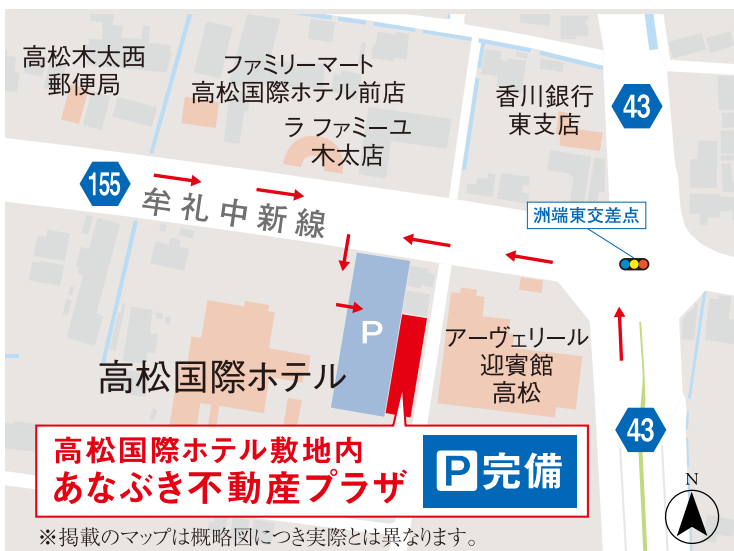 高松木太西
郵便局
ファミリーマート
高松国際ホテル前店
ラ ファミーユ
木太店
香川銀行
東支店
43
155
牟礼中新線
洲端東交差点
P
アーヴェリール
迎賓館
高松
高松国際ホテル
43
高松国際ホテル敷地内
あなぶき不動産プラザ
P完備
N
※掲載のマップは概略図につき実際とは異なります。